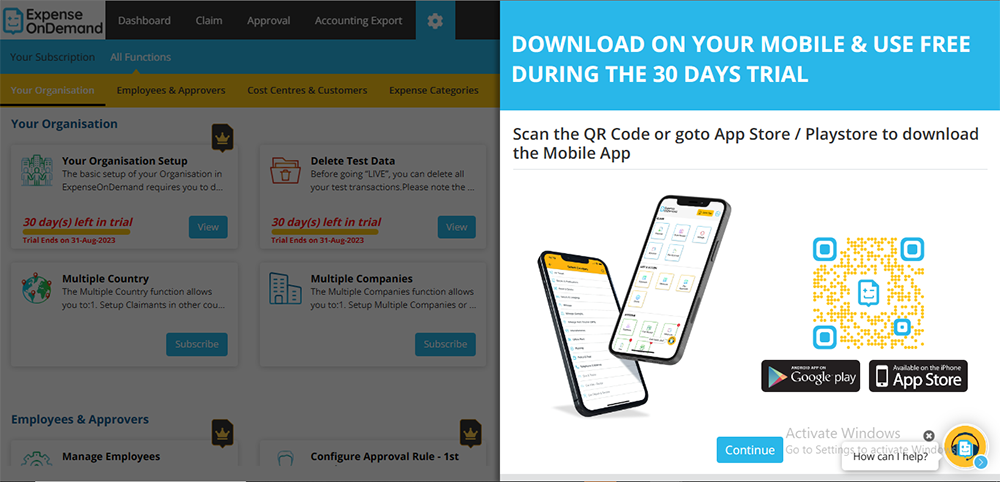 Expense
OnDemand
Dashboard
Claim
Approval
Accounting Export
Your Subscription
All Functions
Your Organisation
Employees & Approvers
Cost Centres & Customers
Expense Categories
Your Organisation
Your Organisation Setup
The basic setup of your Organisation in
ExpenseOnDemand requires you to d...
30 day(s) left in trial
Trial Ends on 31-Aug-2023
View
Delete Test Data
Before going "LIVE", you can delete all
your test transactions.Please note the ...
30 day(s) left in trial
Trial Ends on 31-Aug-2023
View
Multiple Country
The Multiple Country function allows
you to:1. Setup Claimants in other cou...
Subscribe
Multiple Companies
The Multiple Companies function allows
you to:1. Setup Multiple Companies or ...
Subscribe
Employees & Approvers
Manage Employees
Configure Approval Rule - 1st
DOWNLOAD ON YOUR MOBILE & USE FREE
DURING THE 30 DAYS TRIAL
Scan the QR Code or goto App Store / Playstore to download
the Mobile App
Expense
OnDemand
ANDROID APP ON
Google play
Available on the iPhone
App Store
Continue
Activate Windows
Go to Settings to activate Windo
How can I help?